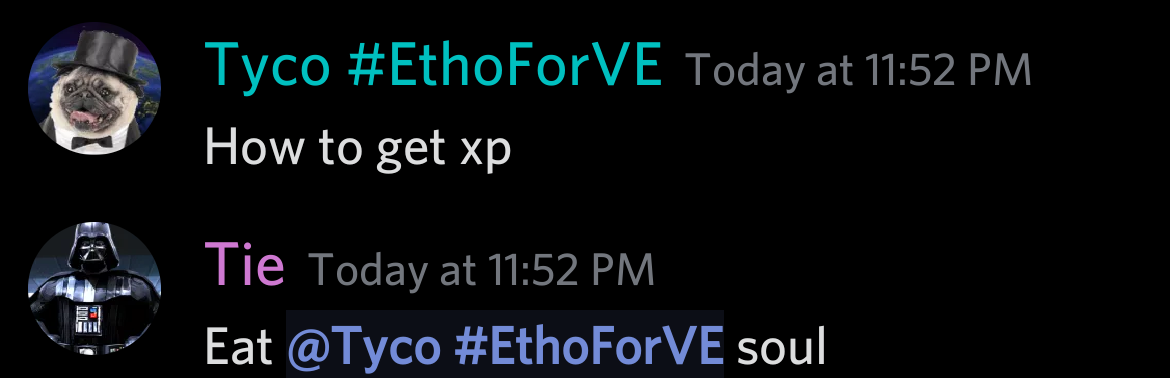 Tyco #EthoForVE Today at 11:52 PM
How to get xp
Tie Today at 11:52 PM
Eat @Tyco #EthoForVE soul